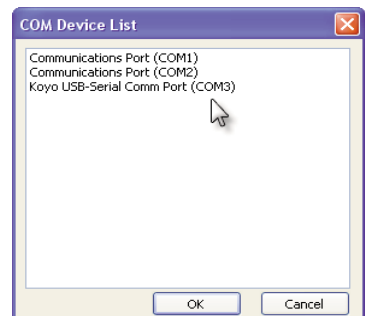 COM Device List
Communications Port (COM1)
Communications Port (COM2)
Koyo USB-Serial Comm Port (COM3)
OK Cancel